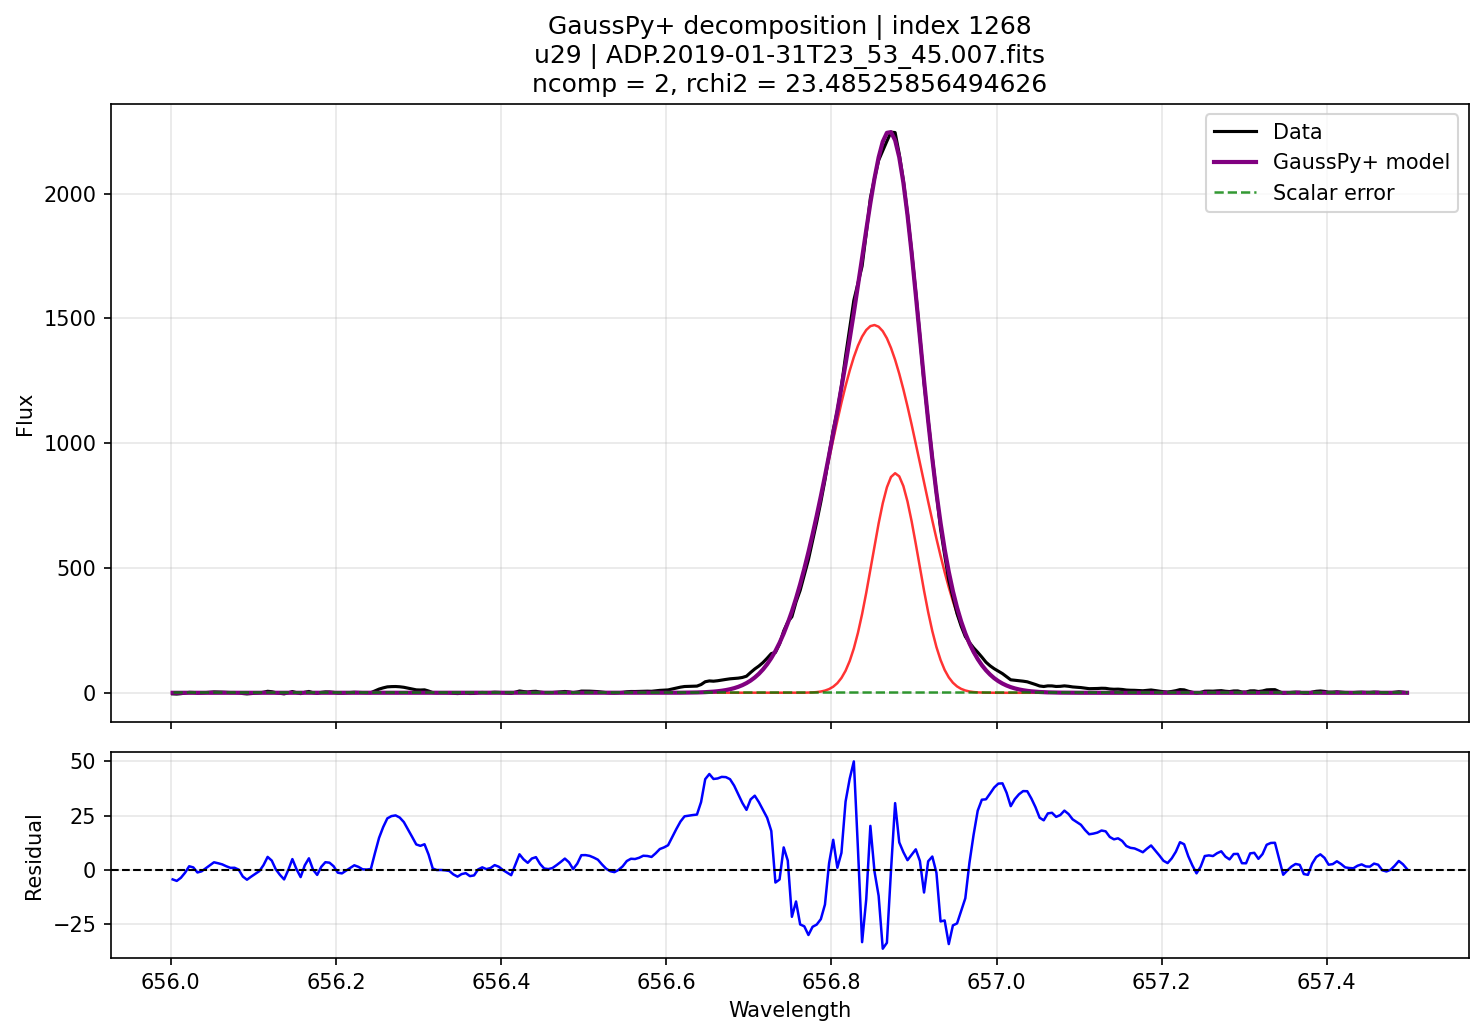 GaussPy+ decomposition | index 1268
u29 | ADP.2019-01-31T23_53_45.007.fits
ncomp = 2, rchi2 = 23.48525856494626
Data
GaussPy+ model
Scalar error
Flux
2000
1500
1000
500
0
Residual
50
25
0
−25
656.0
656.2
656.4
656.6
656.8
657.0
657.2
657.4
Wavelength